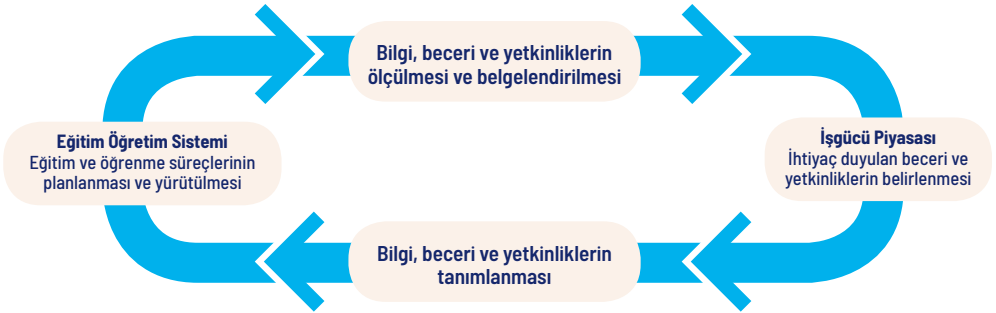 Bilgi, beceri ve yetkinliklerin
ölçülmesi ve belgelendirilmesi
Eğitim Öğretim Sistemi
Eğitim ve öğrenme süreçlerinin
planlanması ve yürütülmesi
İşgücü Piyasası
İhtiyaç duyulan beceri ve
yetkinliklerin belirlenmesi
Bilgi, beceri ve yetkinliklerin
tanımlanması